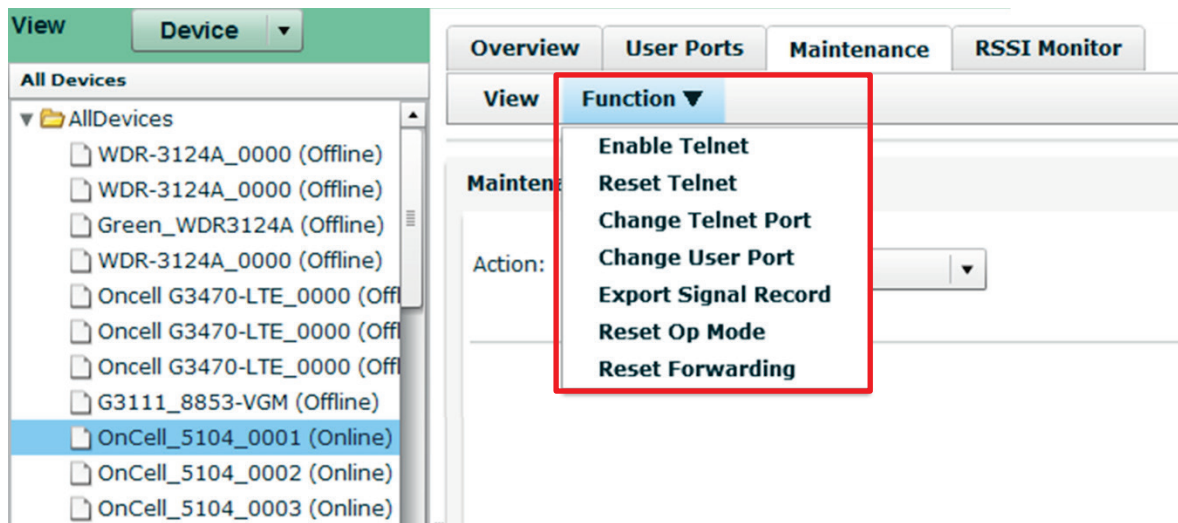 View
Device
All Devices
AllDevices
WDR-3124A_0000 (Offline)
WDR-3124A_0000 (Offline)
Green_WDR3124A (Offline)
WDR-3124A_0000 (Offline)
Oncell G3470-LTE_0000 (Offl
Oncell G3470-LTE_0000 (Offl
Oncell G3470-LTE_0000 (Offl
G3111_8853-VGM (Offline)
OnCell_5104_0001 (Online)
OnCell_5104_0002 (Online)
OnCell_5104_0003 (Online)
Overview User Ports Maintenance RSSI Monitor
View Function ▼
Enable Telnet
Reset Telnet
Change Telnet Port
Change User Port
Export Signal Record
Reset Op Mode
Reset Forwarding
Maintena
Action: